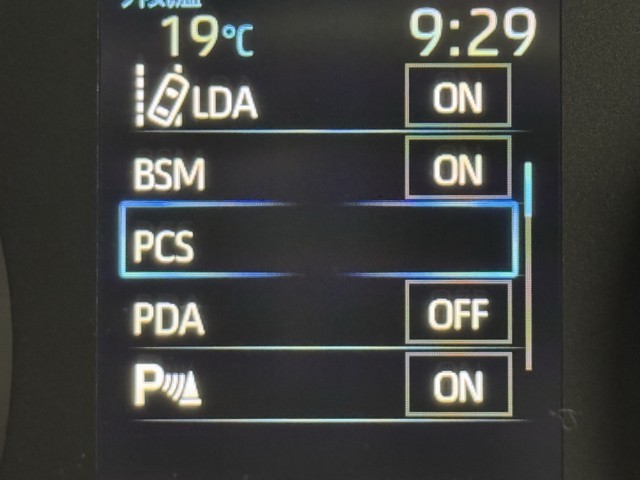 19℃ 9:29
LDA ON
BSM ON
PCS
PDA OFF
P ON